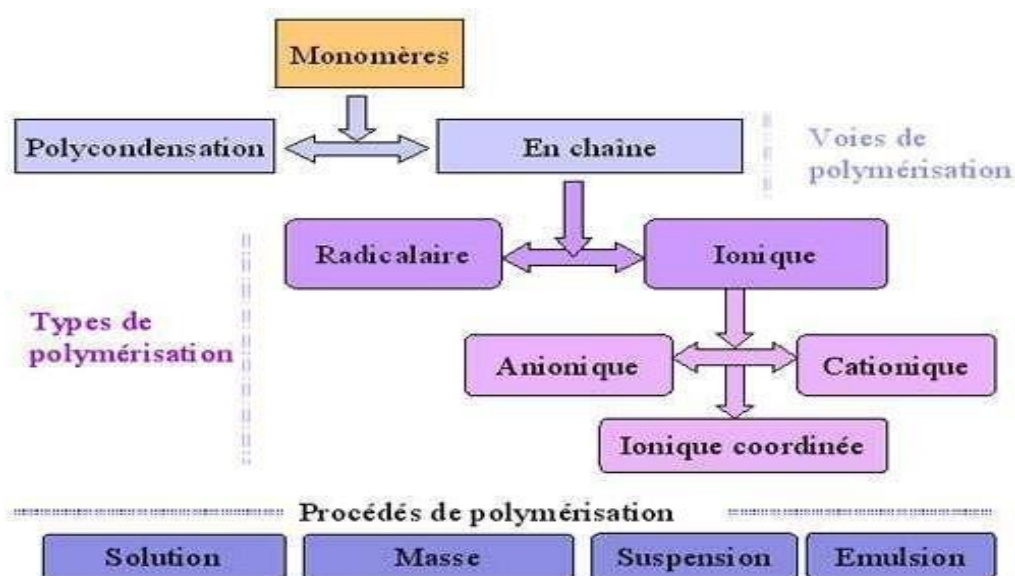 Monomères
Polycondensation
En chaîne
Voies de
polymérisation
Radicalaire
Ionique
Types de
polymérisation
Anionique
Cationique
Ionique coordinée
Procédés de polymérisation
Solution
Masse
Suspension
Emulsion